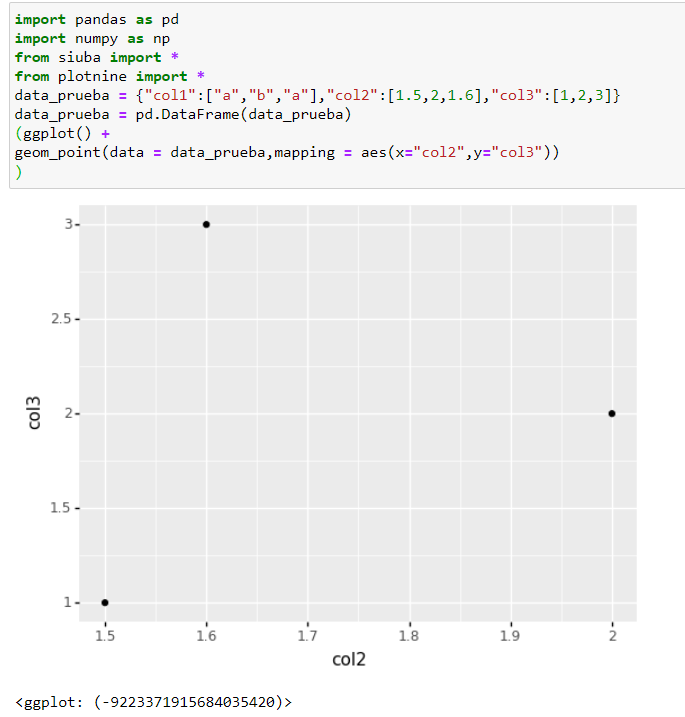 import pandas as pd
import numpy as np
from siuba import *
from plotnine import *
data_prueba = {"col1":["a","b","a"],"col2":[1.5,2,1.6],"col3":[1,2,3]}
data_prueba = pd.DataFrame(data_prueba)
(ggplot() +
geom_point(data = data_prueba,mapping = aes(x="col2",y="col3"))
)
3
2.5
2
1.5
1
col3
1.5 1.6 1.7 1.8 1.9 2
col2
<ggplot: (-9223371915684035420)>